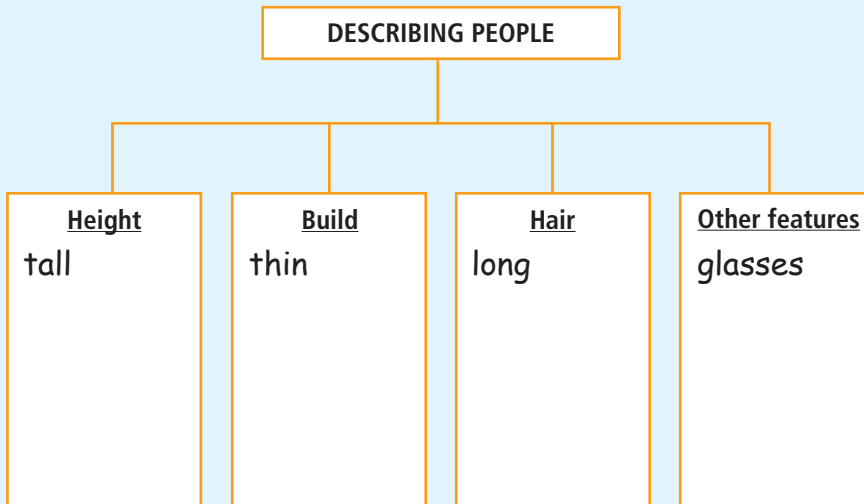 DESCRIBING PEOPLE
Height
tall
Build
thin
Hair
long
Other features
glasses